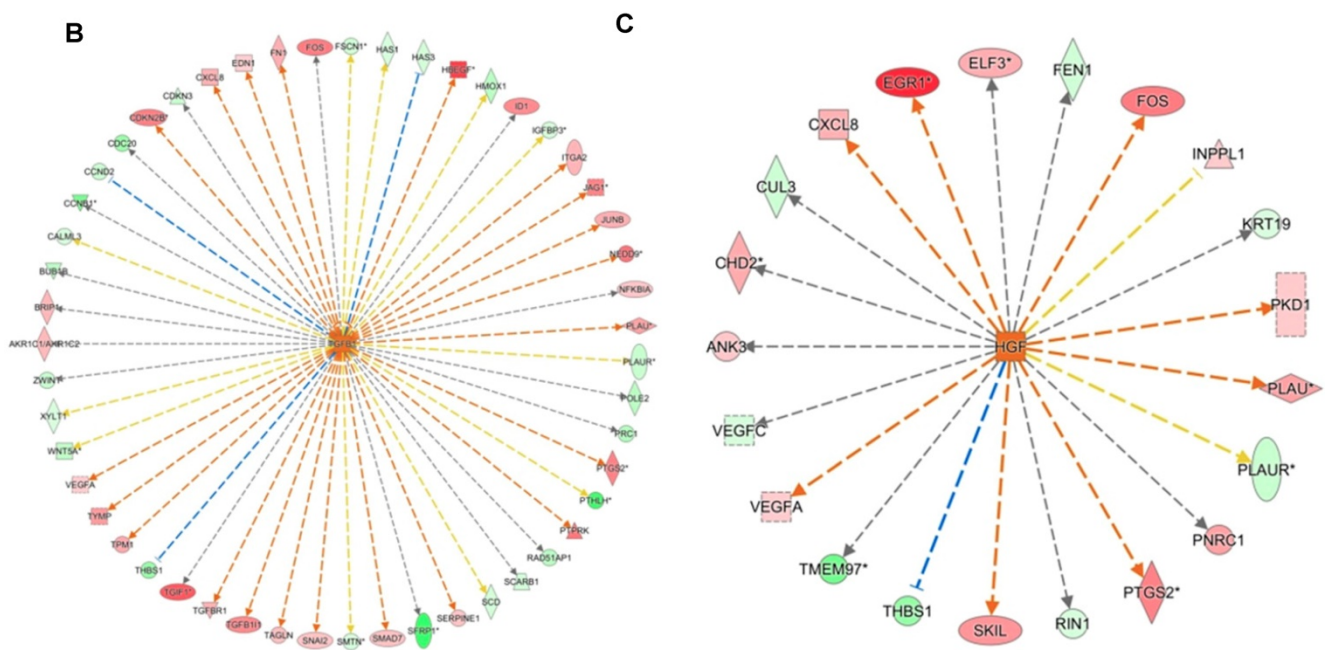 B
FOS
FSCN1*
HAS1
HAS3
HBEGF*
HMOX1
ID1
IGFBP3*
ITGA2
JAG1*
JUNB
NEDD9*
NFKBIA
PLAU*
PLAUR*
POLE2
PRC1
PTGS2*
PTHLH*
PTPRK
RAD51AP1
SCARB1
SCD
SERPINE1
SFRP1*
SMAD7
SMTN*
SNAI2
TAGLN
TGFB1I1
TGFBR1
TGIF1*
THBS1
TPM1
TYMP
VEGFA
WNT5A*
XYLT1
ZWINT
AKR1C1/AKR1C2
BRIP1
BUB1B
CALML3
CCNB1*
CCND2
CDC20
CDKN2B*
CDKN3
CXCL8
EDN1
FN1
TGFB1
C
ELF3*
FEN1
FOS
INPPL1
KRT19
PKD1
PLAU*
PLAUR*
PNRC1
PTGS2*
RIN1
SKIL
THBS1
TMEM97*
VEGFA
VEGFC
ANK3
CHD2*
CUL3
CXCL8
EGR1*
HGF